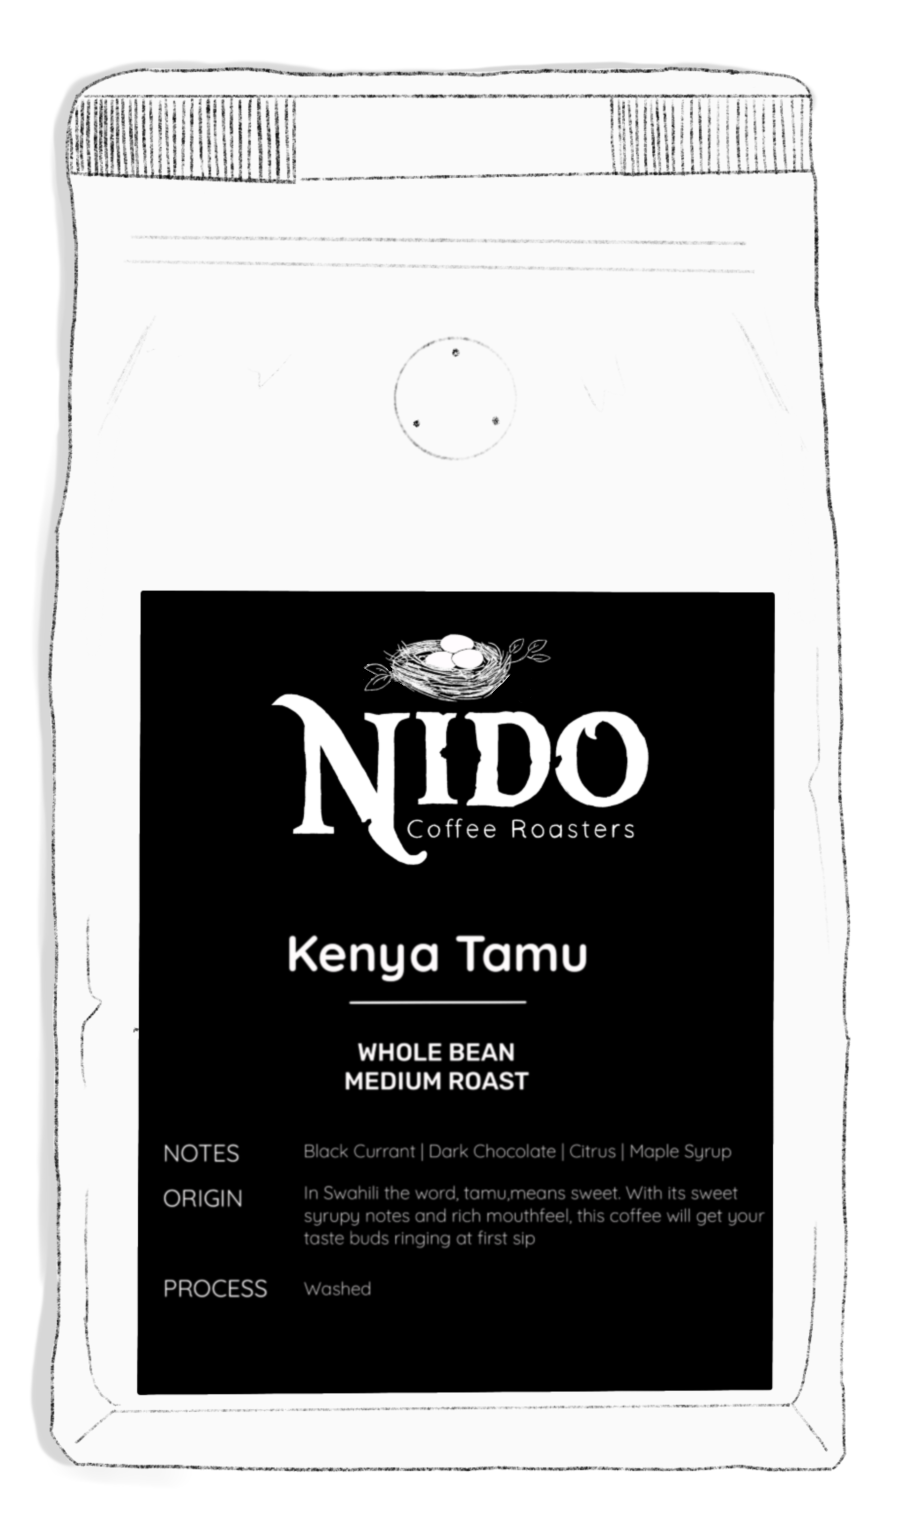 NIDO
Coffee Roasters
Kenya Tamu
WHOLE BEAN
MEDIUM ROAST
NOTES Black Currant | Dark Chocolate | Citrus | Maple Syrup
ORIGIN In Swahili the word, tamu,means sweet. With its sweet
syrupy notes and rich mouthfeel, this coffee will get your
taste buds ringing at first sip
PROCESS Washed